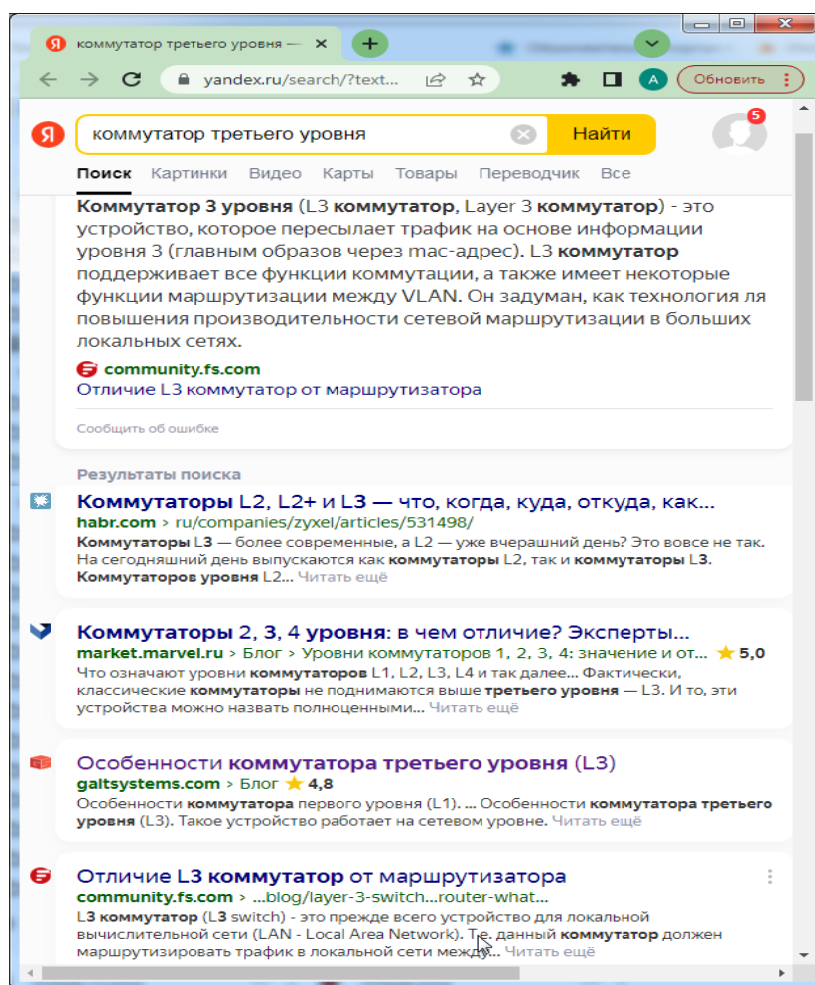 Я коммутатор третьего уровня —
yandex.ru/search/?text... А Обновить
5
Я коммутатор третьего уровня Найти
Поиск Картинки Видео Карты Товары Переводчик Все
Коммутатор 3 уровня (L3 коммутатор, Layer 3 коммутатор) - это
устройство, которое пересылает трафик на основе информации
уровня 3 (главным образов через mac-адрес). L3 коммутатор
поддерживает все функции коммутации, а также имеет некоторые
функции маршрутизации между VLAN. Он задуман, как технология ля
повышения производительности сетевой маршрутизации в больших
локальных сетях.
community.fs.com
Отличие L3 коммутатор от маршрутизатора
Сообщить об ошибке
Результаты поиска
Коммутаторы L2, L2+ и L3 — что, когда, куда, откуда, как...
habr.com › ru/companies/zyxel/articles/531498/
Коммутаторы L3 — более современные, а L2 — уже вчерашний день? Это вовсе не так.
На сегодняшний день выпускаются как коммутаторы L2, так и коммутаторы L3.
Коммутаторов уровня L2... Читать ещё
Коммутаторы 2, 3, 4 уровня: в чем отличие? Эксперты...
market.marvel.ru › Блог › Уровни коммутаторов 1, 2, 3, 4: значение и от... 5,0
Что означают уровни коммутаторов L1, L2, L3, L4 и так далее... Фактически,
классические коммутаторы не поднимаются выше третьего уровня — L3. И то, эти
устройства можно назвать полноценными... Читать ещё
Особенности коммутатора третьего уровня (L3)
galtsystems.com › Блог 4,8
Особенности коммутатора первого уровня (L1). ... Особенности коммутатора третьего
уровня (L3). Такое устройство работает на сетевом уровне. Читать ещё
Отличие L3 коммутатор от маршрутизатора
community.fs.com › ...blog/layer-3-switch...router-what...
L3 коммутатор (L3 switch) - это прежде всего устройство для локальной
вычислительной сети (LAN - Local Area Network). Т.е. данный коммутатор должен
маршрутизировать трафик в локальной сети между... Читать ещё